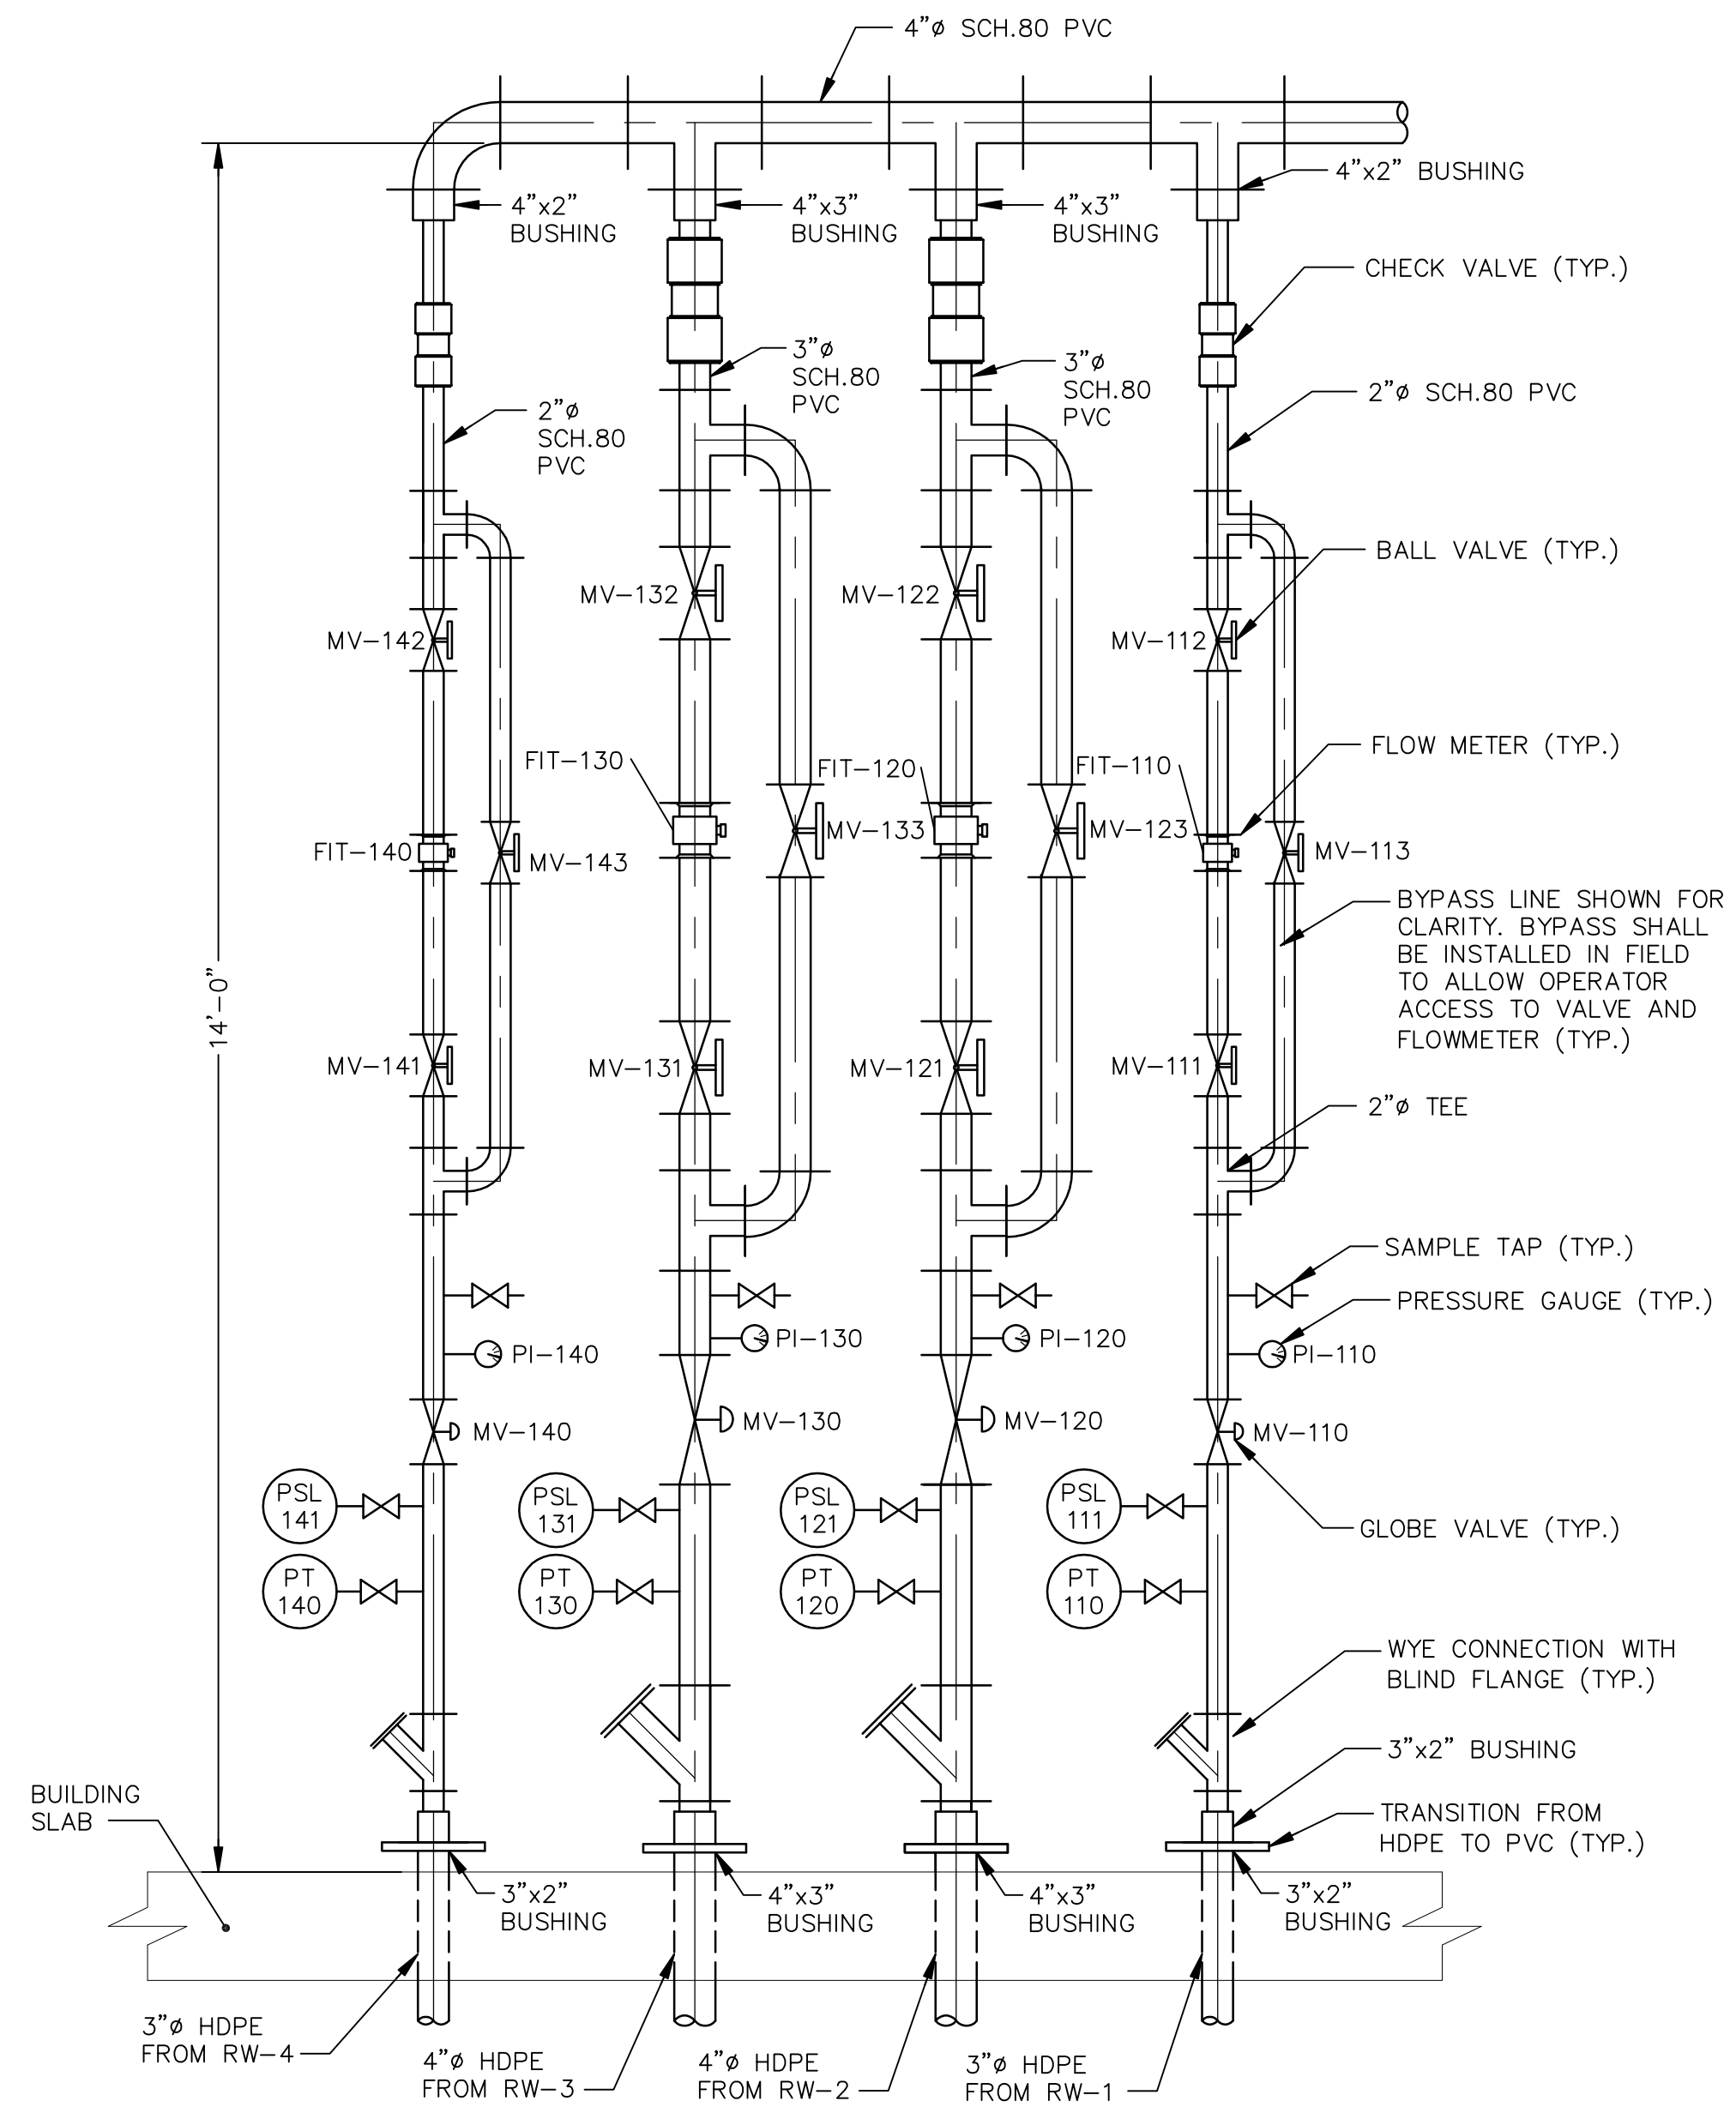 4"ø SCH.80 PVC
4"x2" BUSHING
4"x2"
BUSHING
4"x3"
BUSHING
4"x3"
BUSHING
CHECK VALVE (TYP.)
3"ø
SCH.80
PVC
3"ø
SCH.80
PVC
2"ø SCH.80 PVC
2"ø
SCH.80
PVC
BALL VALVE (TYP.)
MV-132
MV-122
MV-142
MV-112
FLOW METER (TYP.)
FIT-130
FIT-120
FIT-110
MV-133
MV-123
FIT-140
MV-143
MV-113
BYPASS LINE SHOWN FOR
CLARITY. BYPASS SHALL
BE INSTALLED IN FIELD
TO ALLOW OPERATOR
ACCESS TO VALVE AND
FLOWMETER (TYP.)
14'-0"
MV-141
MV-131
MV-121
MV-111
2"ø TEE
SAMPLE TAP (TYP.)
PRESSURE GAUGE (TYP.)
PI-140
PI-130
PI-120
PI-110
MV-140
MV-130
MV-120
MV-110
PSL
141
PSL
131
PSL
121
PSL
111
GLOBE VALVE (TYP.)
PT
140
PT
130
PT
120
PT
110
WYE CONNECTION WITH
BLIND FLANGE (TYP.)
3"x2" BUSHING
BUILDING
SLAB
TRANSITION FROM
HDPE TO PVC (TYP.)
3"x2"
BUSHING
4"x3"
BUSHING
4"x3"
BUSHING
3"x2"
BUSHING
3"ø HDPE
FROM RW-4
4"ø HDPE
FROM RW-3
4"ø HDPE
FROM RW-2
3"ø HDPE
FROM RW-1